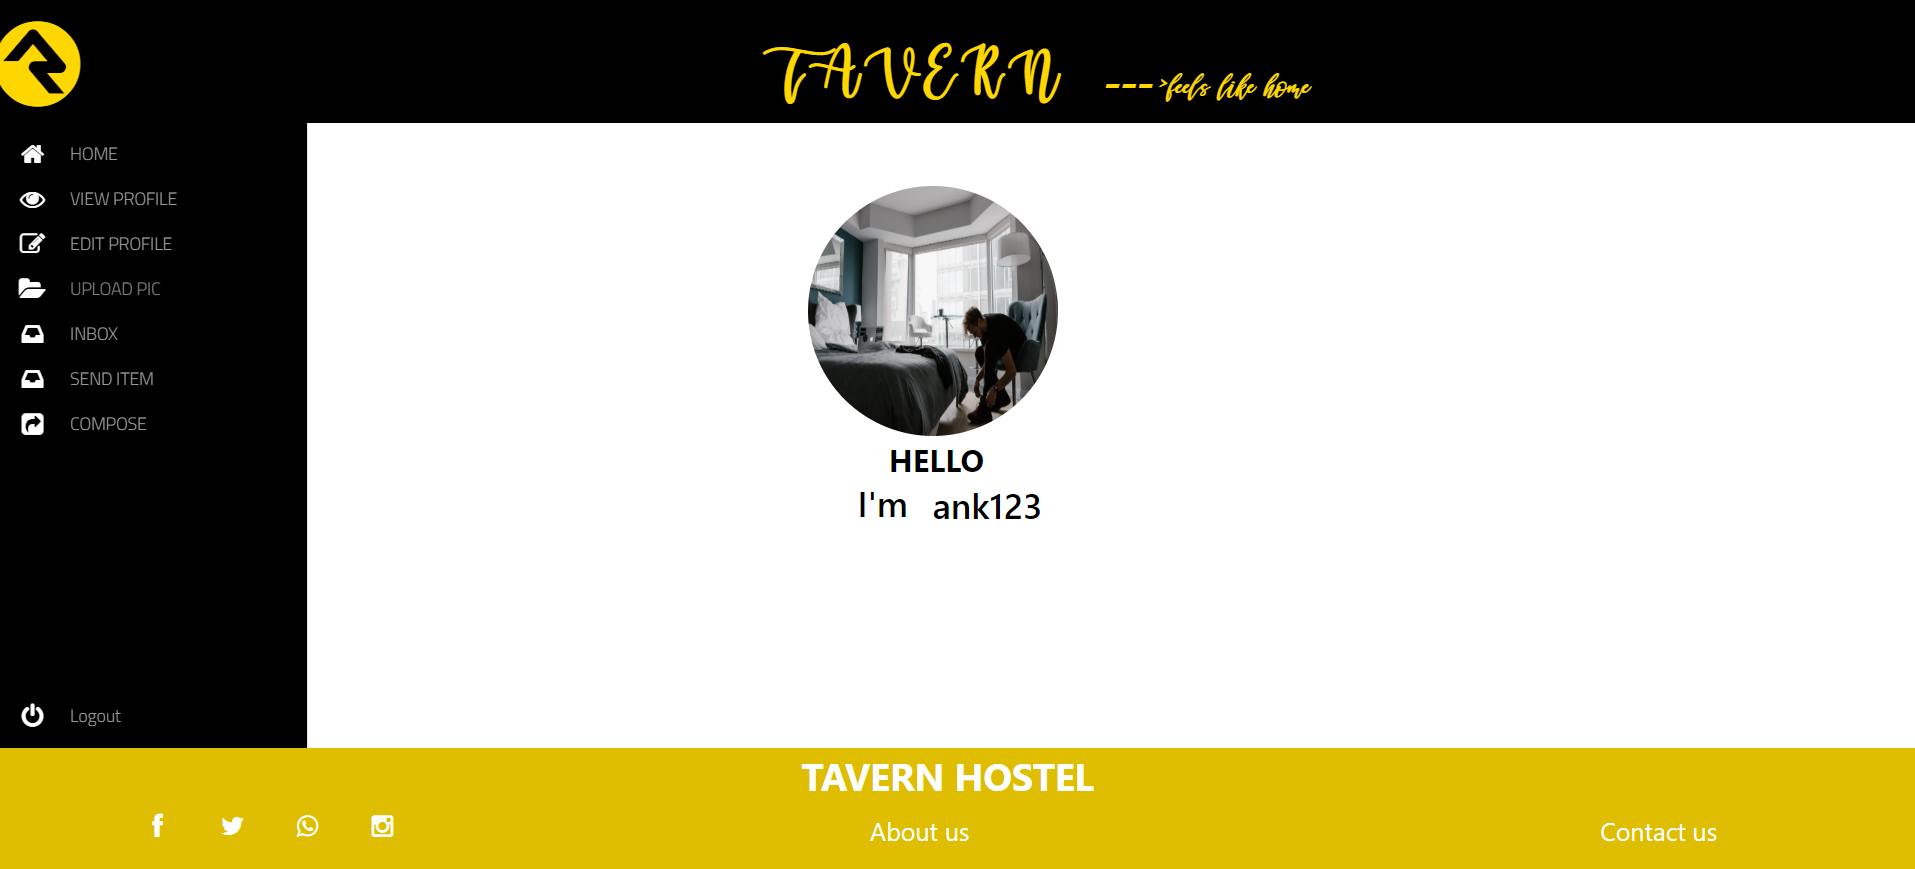 TAVERN --->feels like home
HOME
VIEW PROFILE
EDIT PROFILE
UPLOAD PIC
INBOX
SEND ITEM
COMPOSE
Logout
HELLO
I'm ank123
TAVERN HOSTEL
About us
Contact us